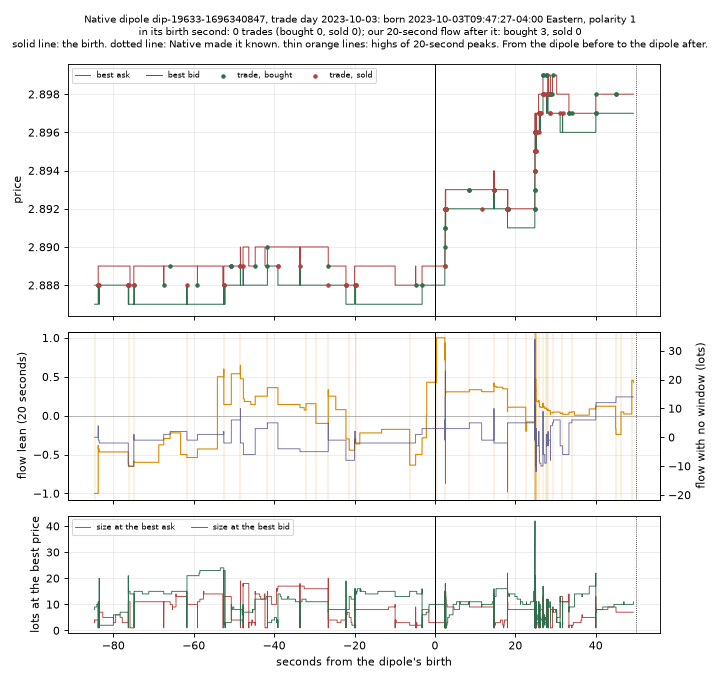 Native dipole dip-19633-1696340847, trade day 2023-10-03: born 2023-10-03T09:47:27-04:00 Eastern, polarity 1
in its birth second: 0 trades (bought 0, sold 0); our 20-second flow after it: bought 3, sold 0
solid line: the birth. dotted line: Native made it known. thin orange lines: highs of 20-second peaks. From the dipole before to the dipole after.
best ask
best bid
trade, bought
trade, sold
2.898
2.896
2.894
2.892
2.890
2.888
price
1.0
0.5
0.0
−0.5
−1.0
flow lean (20 seconds)
30
20
10
0
−10
−20
flow with no window (lots)
size at the best ask
size at the best bid
40
30
20
10
0
lots at the best price
−80
−60
−40
−20
0
20
40
seconds from the dipole's birth